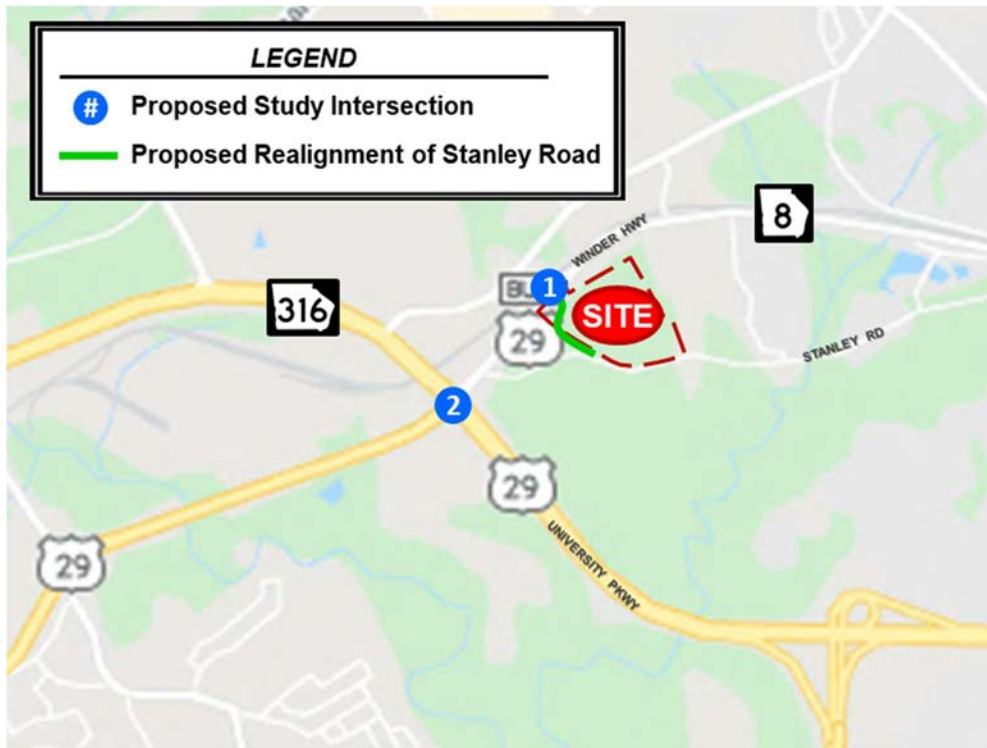 LEGEND
# Proposed Study Intersection
Proposed Realignment of Stanley Road
8
WINDER HWY
1
316
SITE
29
STANLEY RD
2
29
29
UNIVERSITY PKWY